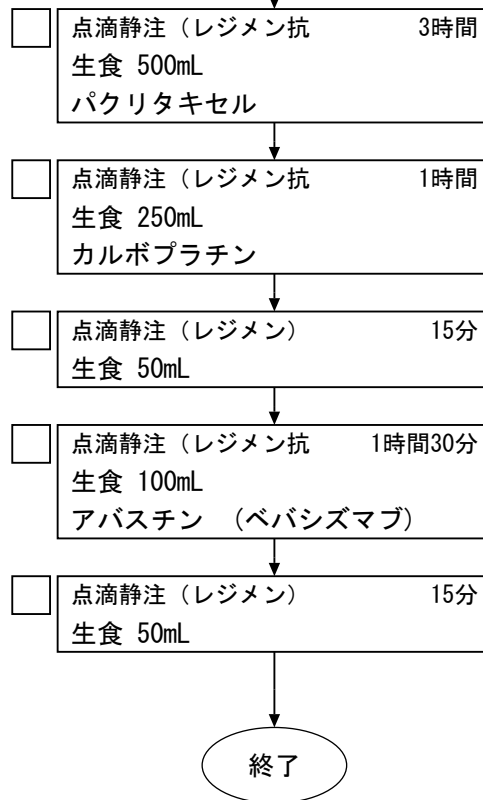 点滴静注（レジメン抗 3時間
生食 500mL
パクリタキセル
点滴静注（レジメン抗 1時間
生食 250mL
カルボプラチン
点滴静注（レジメン） 15分
生食 50mL
点滴静注（レジメン抗 1時間30分
生食 100mL
アバスチン （ベバシズマブ）
点滴静注（レジメン） 15分
生食 50mL
終了